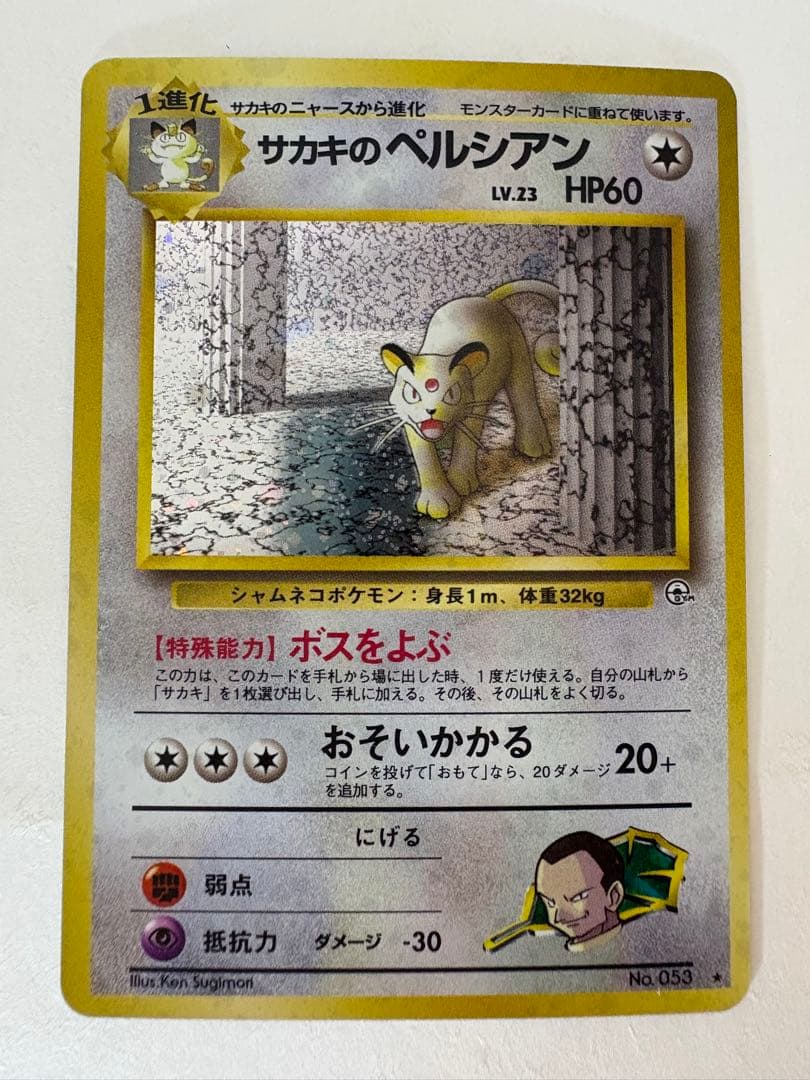 1進化
サカキのニャースから進化 モンスターカードに重ねて使います。
サカキのペルシアン
LV.23 HP60
シャムネコポケモン：身長1m、体重32kg
GYM
【特殊能力】ボスをよぶ
この力は、このカードを手札から場に出した時、1度だけ使える。自分の山札から
「サカキ」を1枚選び出し、手札に加える。その後、その山札をよく切る。
おそいかかる 20+
コインを投げて「おもて」なら、20ダメージ
を追加する。
にげる
弱点
抵抗力 ダメージ -30
Illus.Ken Sugimori No.053 ★